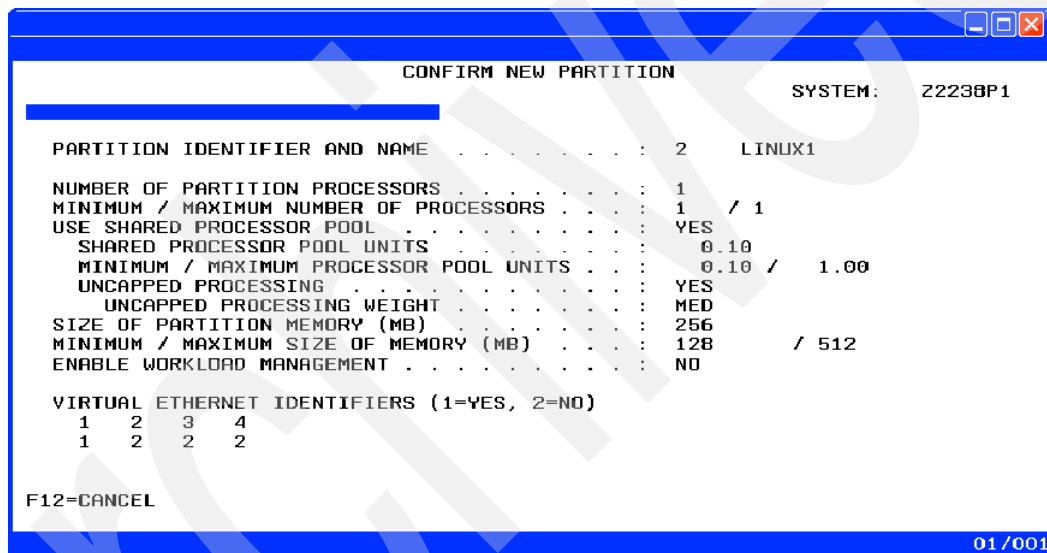 CONFIRM NEW PARTITION
SYSTEM: Z2238P1
PARTITION IDENTIFIER AND NAME . . . . . . . : 2 LINUX1
NUMBER OF PARTITION PROCESSORS . . . . . . . : 1
MINIMUM / MAXIMUM NUMBER OF PROCESSORS . . . : 1 / 1
USE SHARED PROCESSOR POOL . . . . . . . . . : YES
SHARED PROCESSOR POOL UNITS . . . . . . . : 0.10
MINIMUM / MAXIMUM PROCESSOR POOL UNITS . . : 0.10 / 1.00
UNCAPPED PROCESSING . . . . . . . . . . . : YES
UNCAPPED PROCESSING WEIGHT . . . . . . . : MED
SIZE OF PARTITION MEMORY (MB) . . . . . . . : 256
MINIMUM / MAXIMUM SIZE OF MEMORY (MB) . . . : 128 / 512
ENABLE WORKLOAD MANAGEMENT . . . . . . . . . : NO
VIRTUAL ETHERNET IDENTIFIERS (1=YES, 2=NO)
1 2 3 4
1 2 2 2
F12=CANCEL
01/001